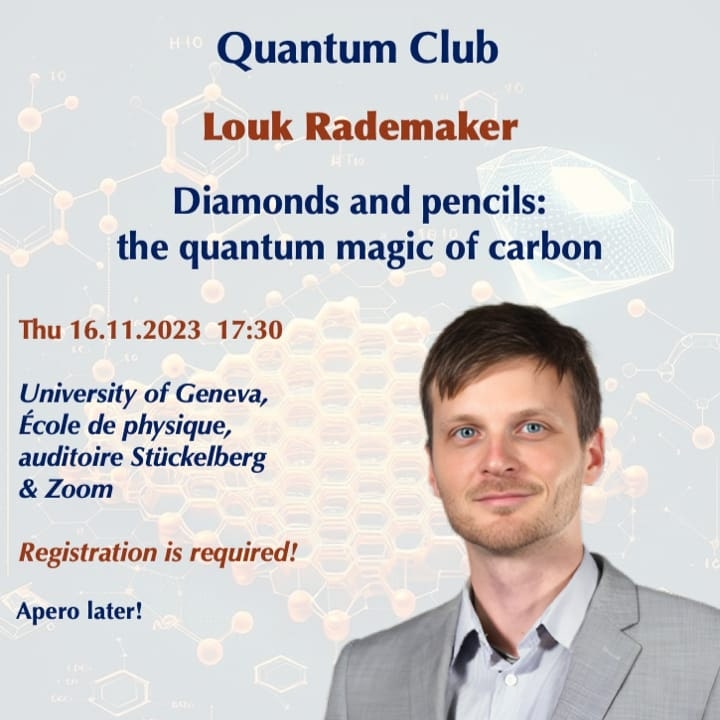 Quantum Club
Louk Rademaker
Diamonds and pencils:
the quantum magic of carbon
Thu 16.11.2023 17:30
University of Geneva,
École de physique,
auditoire Stückelberg
& Zoom
Registration is required!
Apero later!